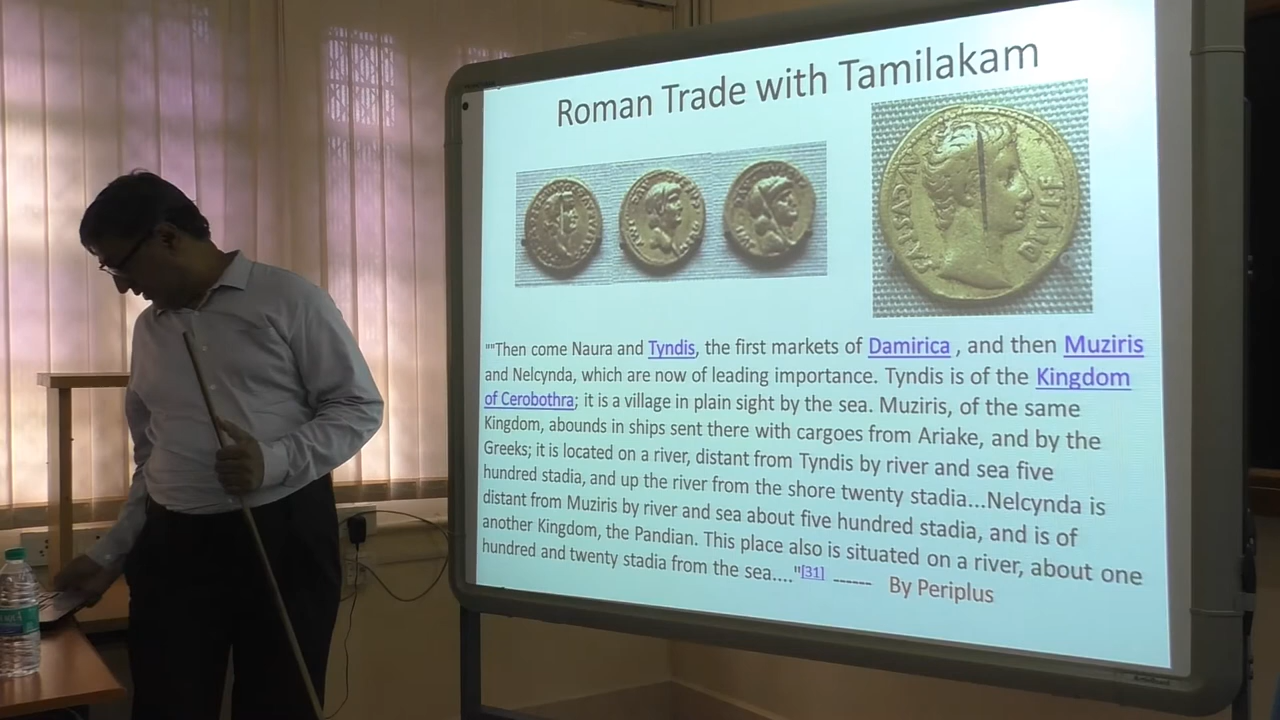 Roman Trade with Tamilakam
""Then come Naura and Tyndis, the first markets of Damirica , and then Muziris
and Nelcynda, which are now of leading importance. Tyndis is of the Kingdom
of Cerobothra; it is a village in plain sight by the sea. Muziris, of the same
Kingdom, abounds in ships sent there with cargoes from Ariake, and by the
Greeks; it is located on a river, distant from Tyndis by river and sea five
hundred stadia, and up the river from the shore twenty stadia...Nelcynda is
distant from Muziris by river and sea about five hundred stadia, and is of
another Kingdom, the Pandian. This place also is situated on a river, about one
hundred and twenty stadia from the sea...."[31] ------ By Periplus